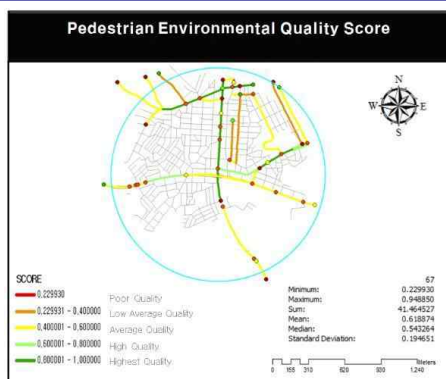 Pedestrian Environmental Quality Score
N
W E
S
SCORE
0,229930 Poor Quality
0,229931 - 0,400000 Low Average Quality
0,400001 - 0,600000 Average Quality
0,600001 - 0,800000 High Quality
0,800001 - 1,000000 Highest Quality
67
Minimum: 0.229930
Maximum: 0.948850
Sum: 41.464527
Mean: 0.618874
Median: 0.543264
Standard Deviation: 0.194651
Meters
0 155 310 620 930 1,240